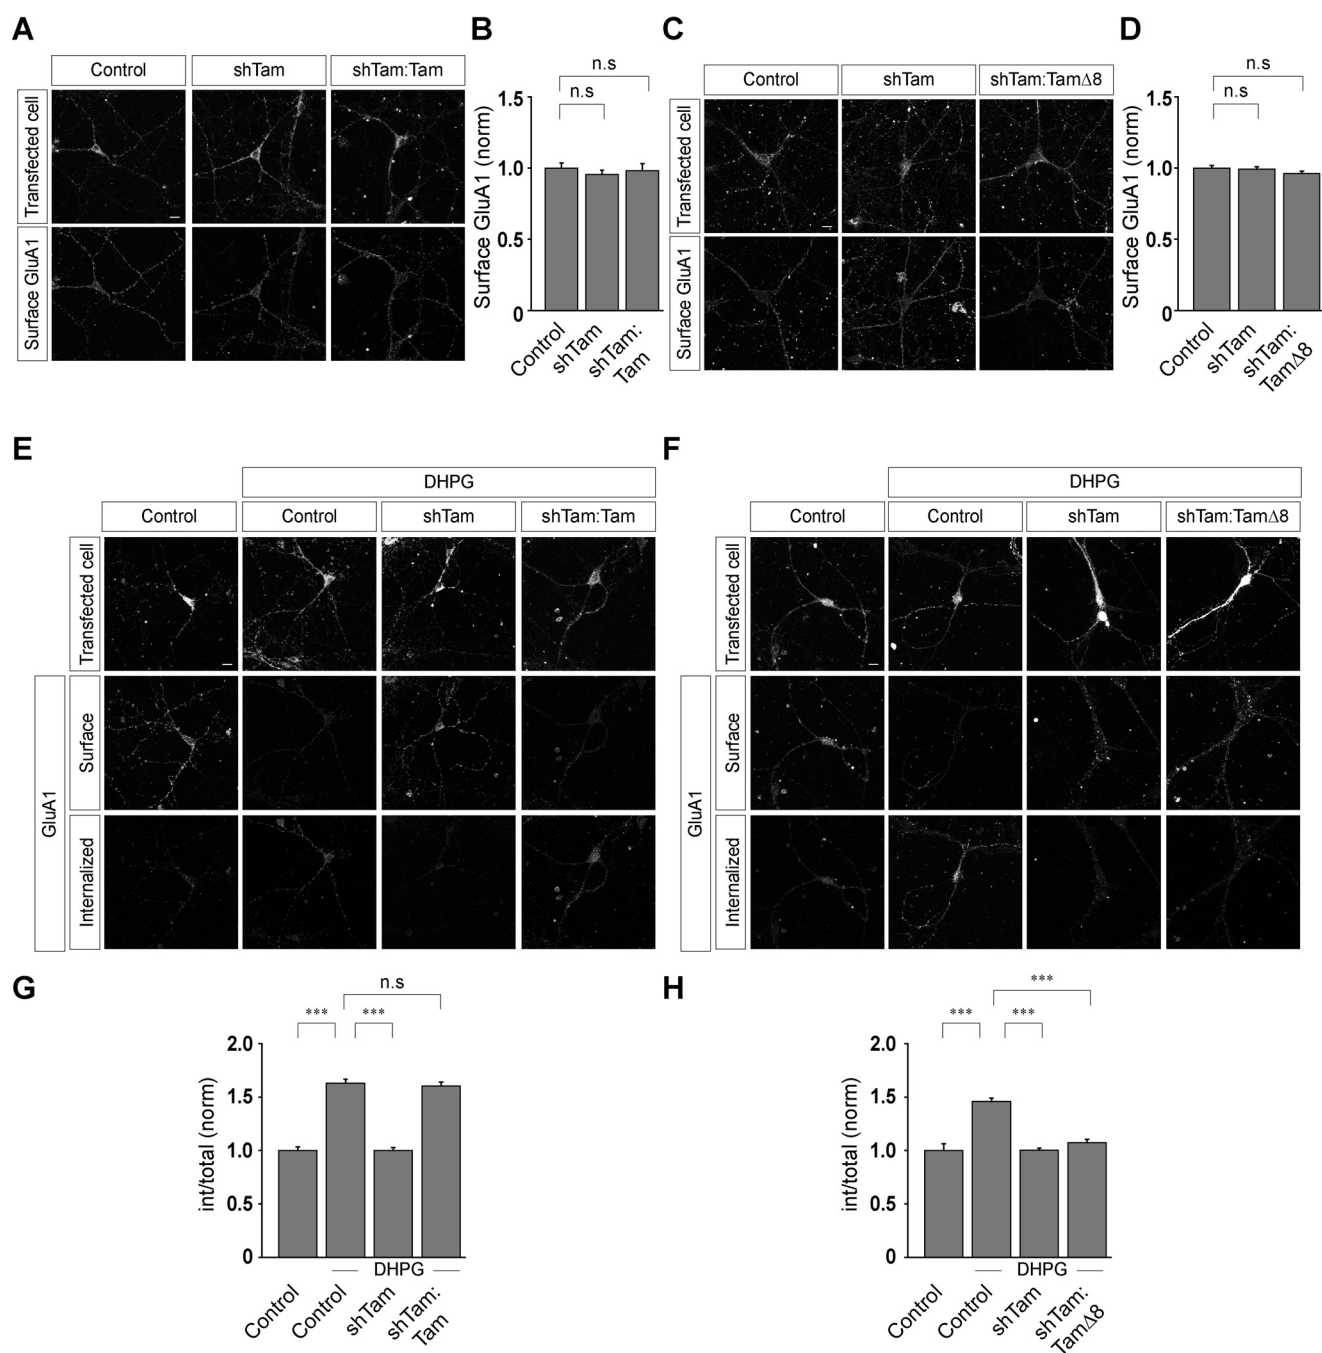 A
Control
shTam
shTam:Tam
Transfected cell
Surface GluA1
B
n.s
n.s
Surface GluA1 (norm)
1.5
1.0
0.5
0
Control
shTam
shTam:
Tam
C
Control
shTam
shTam:TamΔ8
Transfected cell
Surface GluA1
D
n.s
n.s
Surface GluA1 (norm)
1.5
1.0
0.5
0
Control
shTam
shTam:
TamΔ8
E
DHPG
Control
Control
shTam
shTam:Tam
Transfected cell
GluA1
Surface
Internalized
F
DHPG
Control
Control
shTam
shTam:TamΔ8
Transfected cell
GluA1
Surface
Internalized
G
n.s
*** ***
int/total (norm)
2.0
1.5
1.0
0.5
0
DHPG
Control
Control
shTam
shTam:
Tam
H
***
*** ***
int/total (norm)
2.0
1.5
1.0
0.5
0
DHPG
Control
Control
shTam
shTam:
TamΔ8